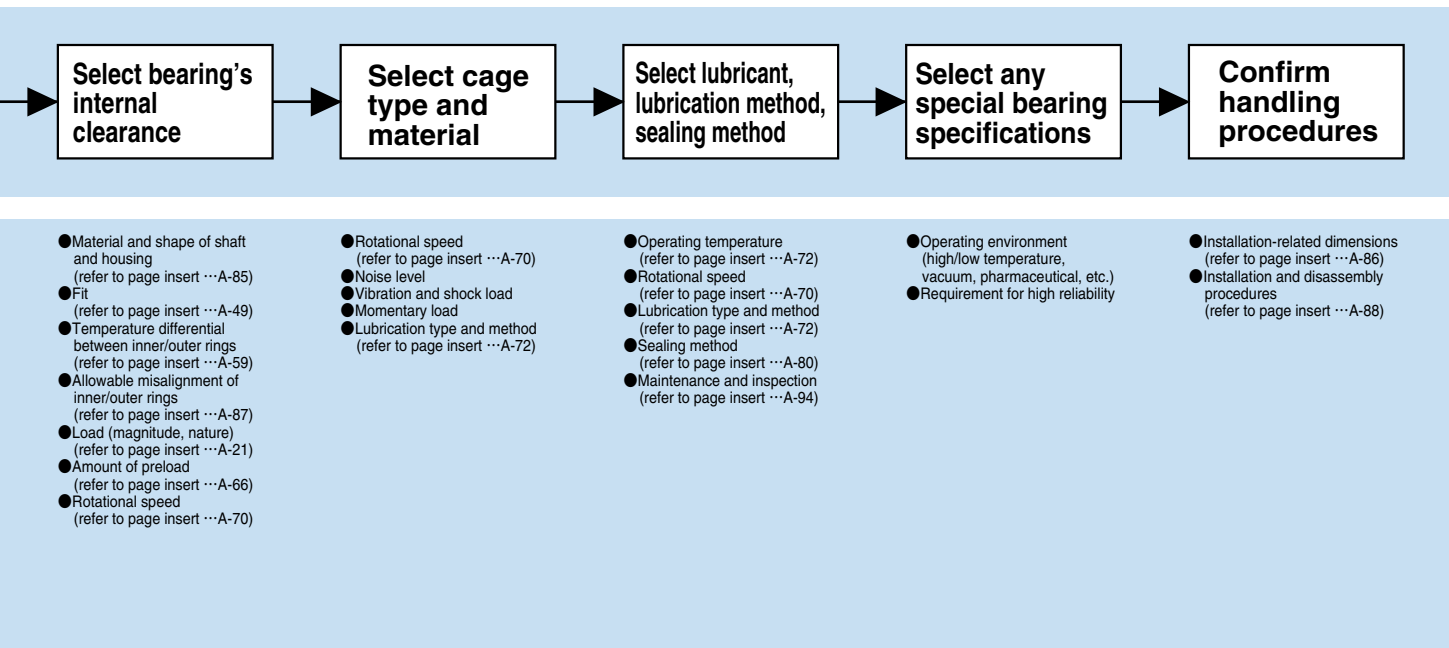 Select bearing's
internal
clearance
Select cage
type and
material
Select lubricant,
lubrication method,
sealing method
Select any
special bearing
specifications
Confirm
handling
procedures
●Material and shape of shaft
and housing
(refer to page insert …A-85)
●Fit
(refer to page insert …A-49)
●Temperature differential
between inner/outer rings
(refer to page insert …A-59)
●Allowable misalignment of
inner/outer rings
(refer to page insert …A-87)
●Load (magnitude, nature)
(refer to page insert …A-21)
●Amount of preload
(refer to page insert …A-66)
●Rotational speed
(refer to page insert …A-70)
●Rotational speed
(refer to page insert …A-70)
●Noise level
●Vibration and shock load
●Momentary load
●Lubrication type and method
(refer to page insert …A-72)
●Operating temperature
(refer to page insert …A-72)
●Rotational speed
(refer to page insert …A-70)
●Lubrication type and method
(refer to page insert …A-72)
●Sealing method
(refer to page insert …A-80)
●Maintenance and inspection
(refer to page insert …A-94)
●Operating environment
(high/low temperature,
vacuum, pharmaceutical, etc.)
●Requirement for high reliability
●Installation-related dimensions
(refer to page insert …A-86)
●Installation and disassembly
procedures
(refer to page insert …A-88)